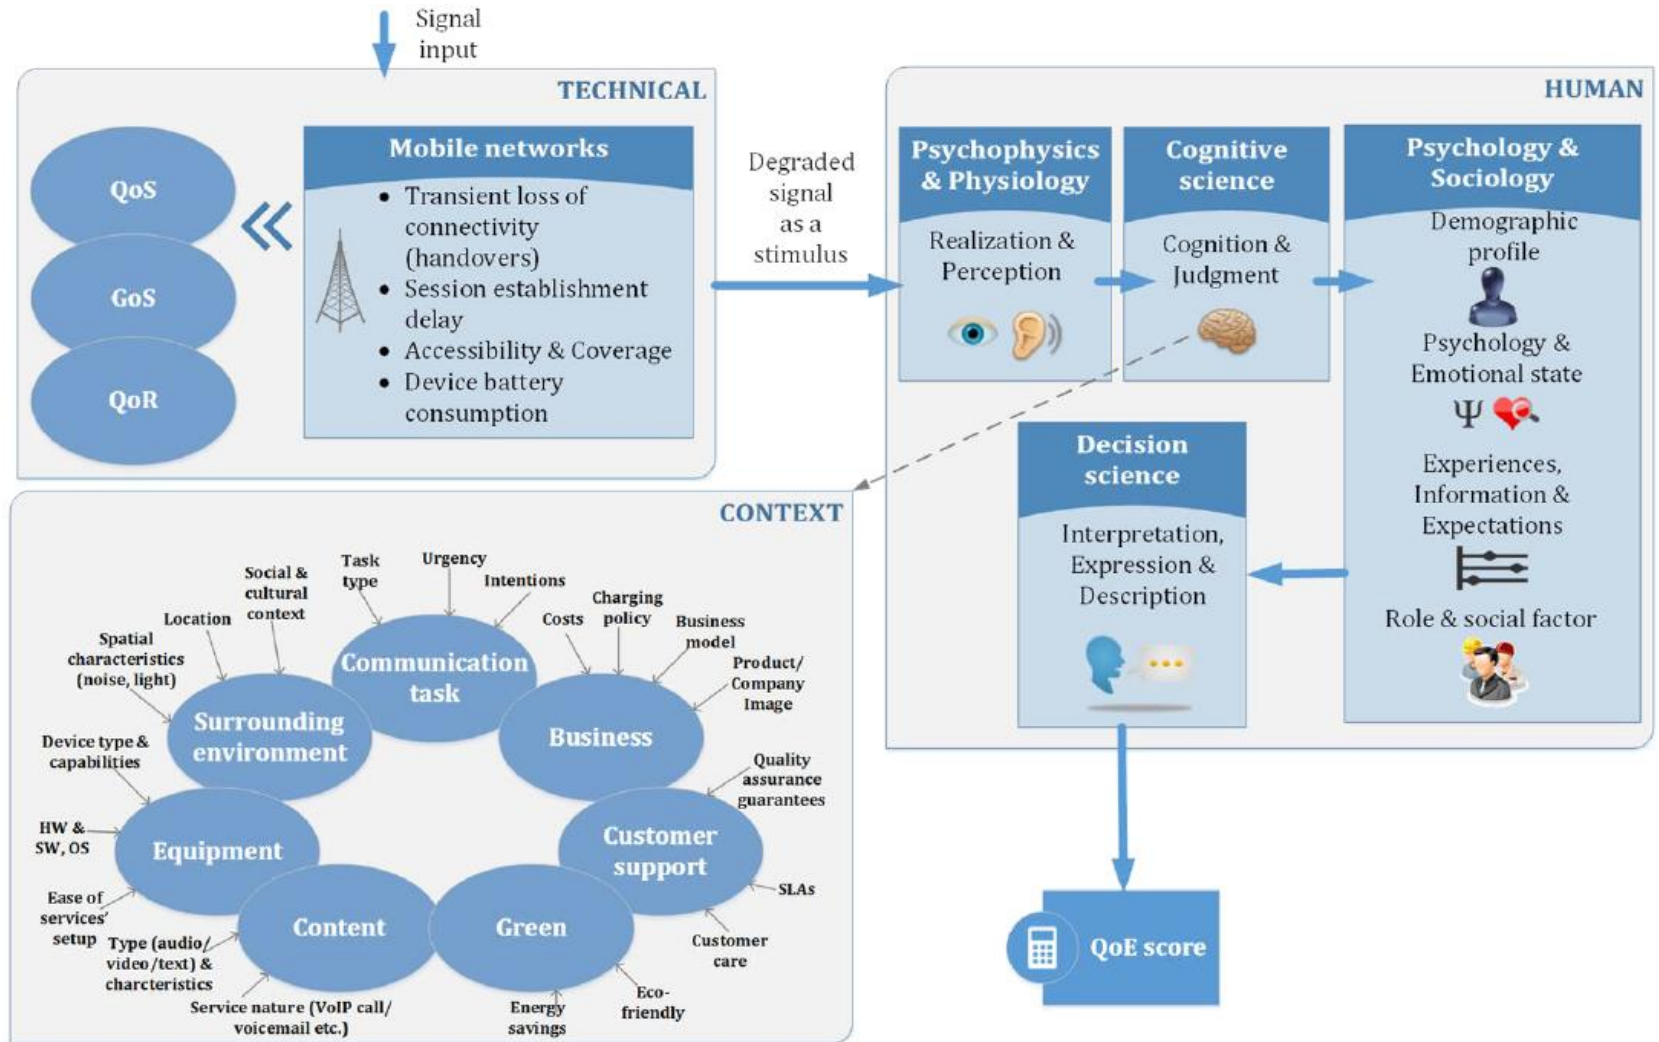 Signal
input
TECHNICAL
QoS
GoS
QoR
Mobile networks
• Transient loss of
connectivity
(handovers)
• Session establishment
delay
• Accessibility & Coverage
• Device battery
consumption
Degraded
signal
as a
stimulus
HUMAN
Psychophysics
& Physiology
Realization &
Perception
Cognitive
science
Cognition &
Judgment
Psychology &
Sociology
Demographic
profile
Psychology &
Emotional state
Ψ
Experiences,
Information &
Expectations
Role & social factor
Decision
science
Interpretation,
Expression &
Description
QoE score
CONTEXT
Communication
task
Task
type
Urgency
Intentions
Business
Costs
Charging
policy
Business
model
Product/
Company
Image
Customer
support
Quality
assurance
guarantees
SLAs
Customer
care
Green
Eco-
friendly
Energy
savings
Content
Service nature (VoIP call/
voicemail etc.)
Type (audio/
video/text) &
charcteristics
Equipment
Ease of
services'
setup
HW &
SW, OS
Device type &
capabilities
Surrounding
environment
Spatial
characteristics
(noise, light)
Location
Social &
cultural
context